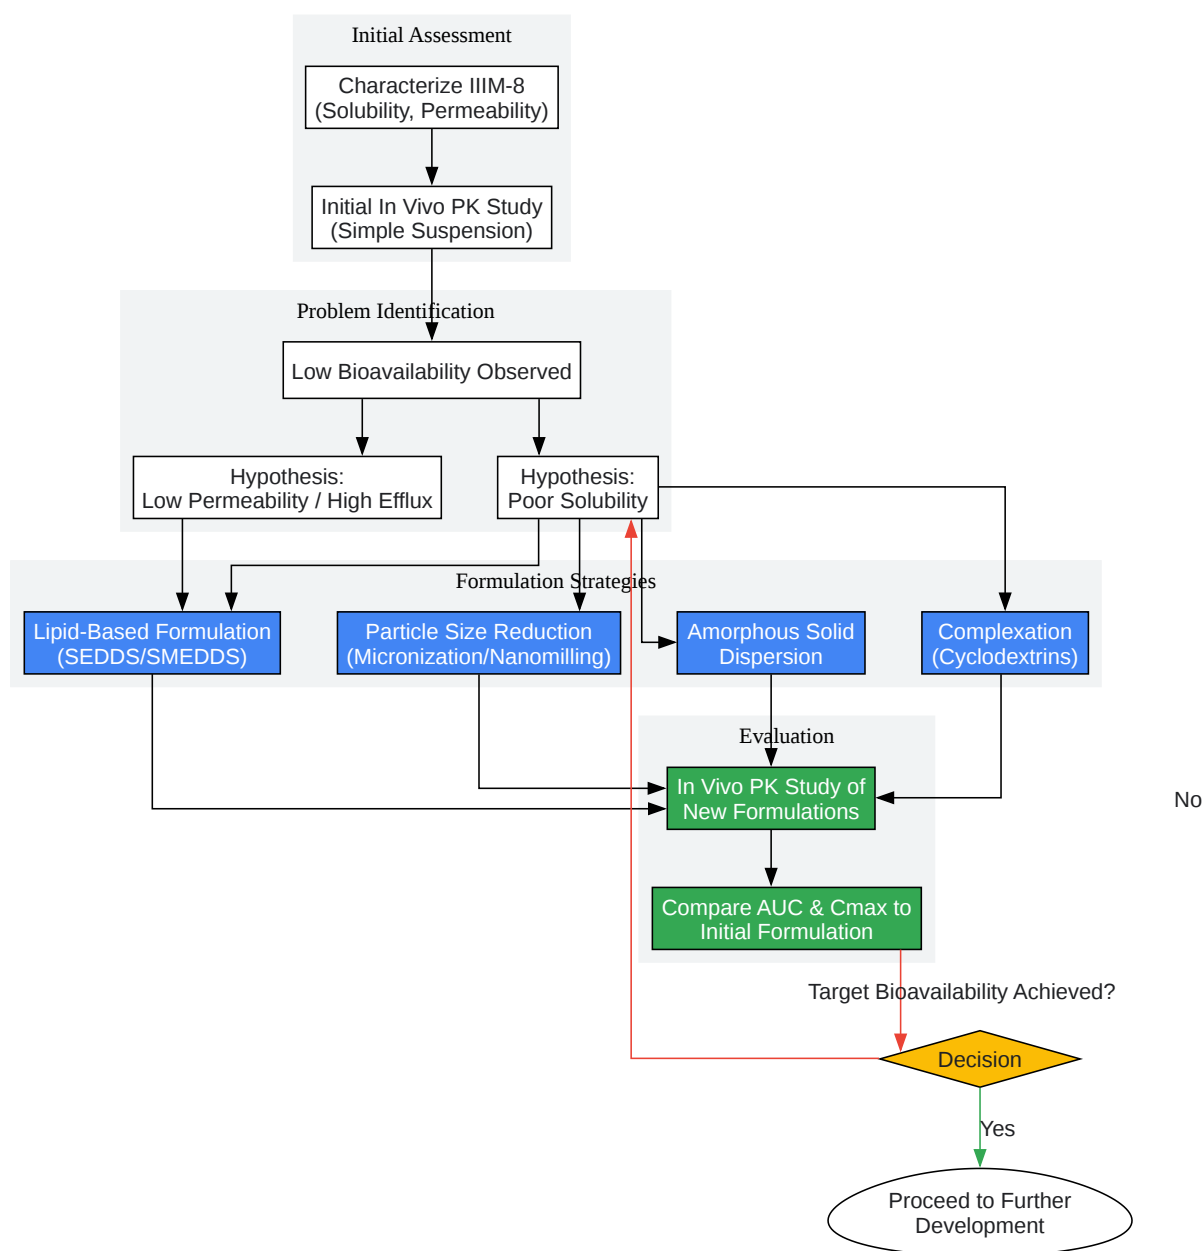 Initial Assessment
Characterize IIIM-8
(Solubility, Permeability)
Initial In Vivo PK Study
(Simple Suspension)
Problem Identification
Low Bioavailability Observed
Hypothesis:
Low Permeability / High Efflux
Hypothesis:
Poor Solubility
Formulation Strategies
Lipid-Based Formulation
(SEDDS/SMEDDS)
Particle Size Reduction
(Micronization/Nanomilling)
Amorphous Solid
Dispersion
Complexation
(Cyclodextrins)
Evaluation
In Vivo PK Study of
New Formulations
No
Compare AUC & Cmax to
Initial Formulation
Target Bioavailability Achieved?
Decision
Yes
Proceed to Further
Development